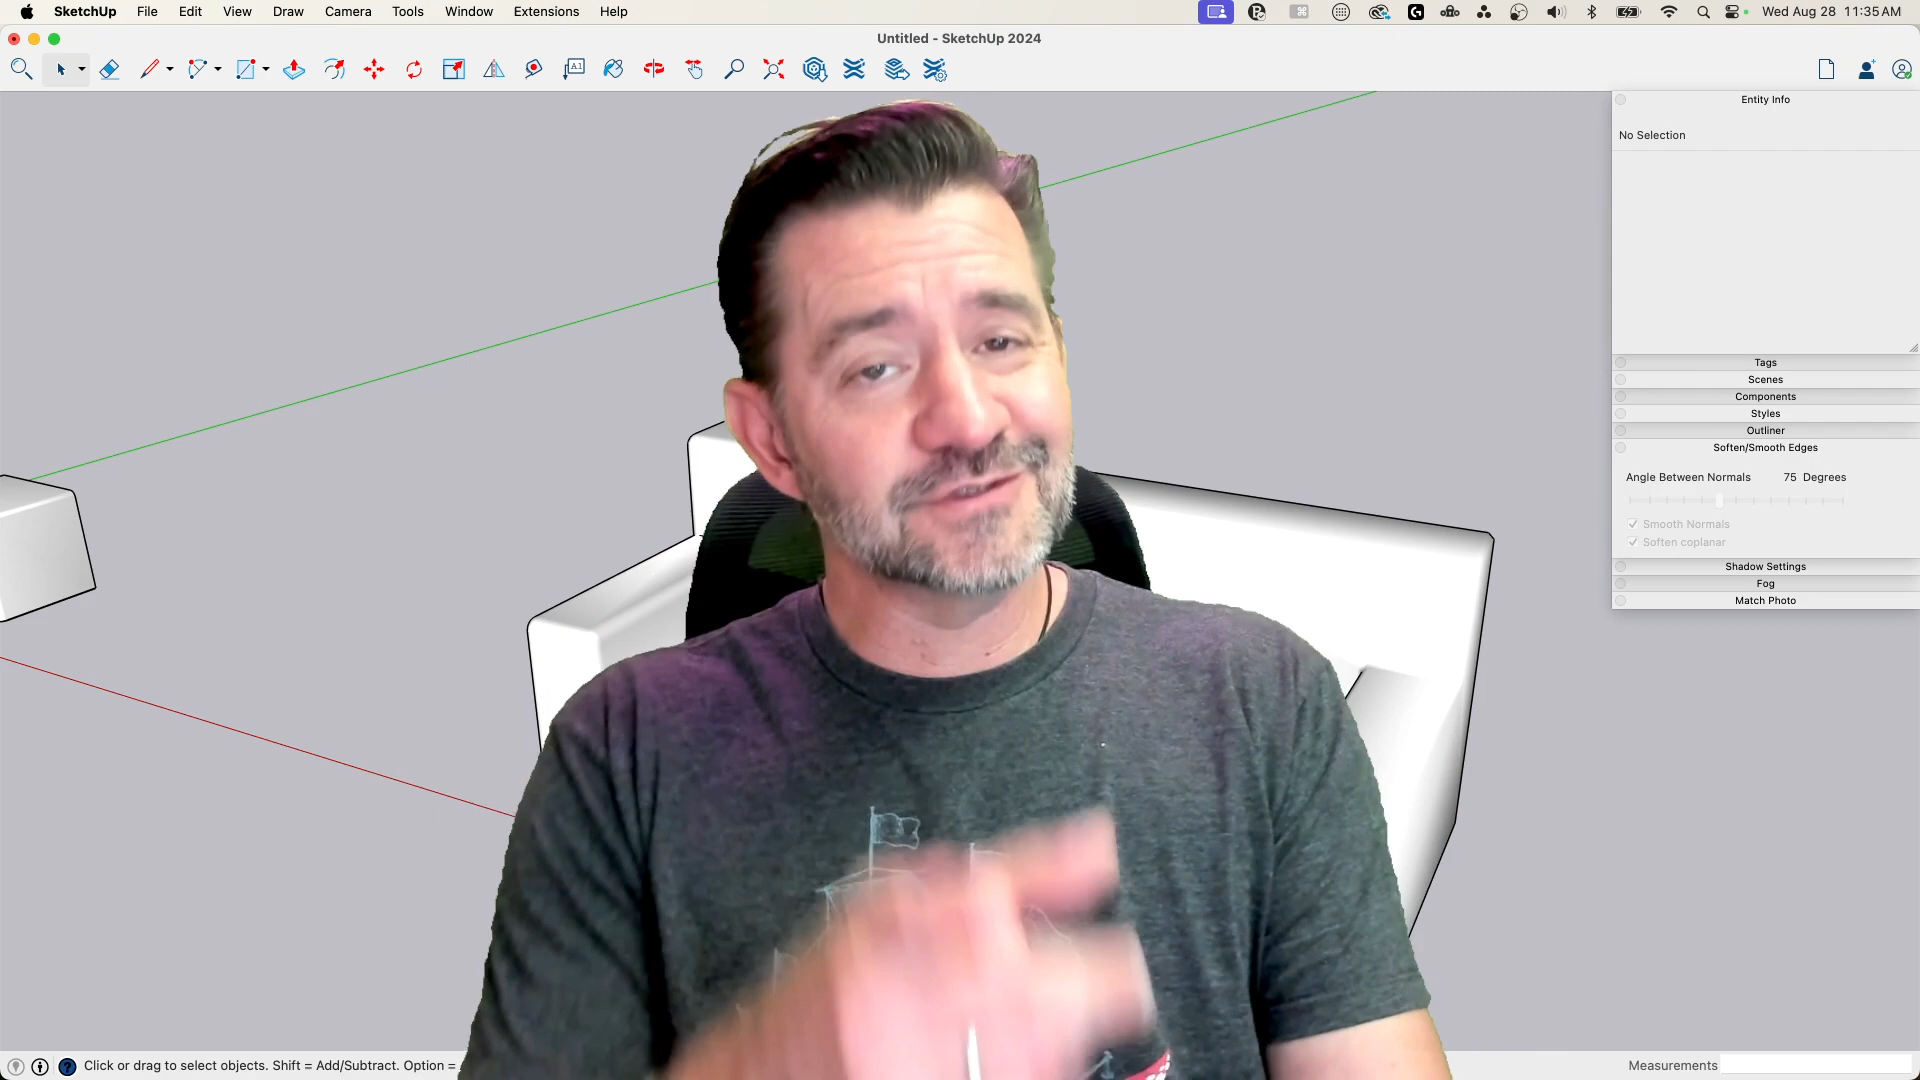 SketchUp File Edit View Draw Camera Tools Window Extensions Help Wed Aug 28 11:35 AM
Untitled - SketchUp 2024
A1
Entity Info
No Selection
Tags
Scenes
Components
Styles
Outliner
Soften/Smooth Edges
Angle Between Normals 75 Degrees
Smooth Normals
Soften coplanar
Shadow Settings
Fog
Match Photo
Click or drag to select objects. Shift = Add/Subtract. Option =
Measurements